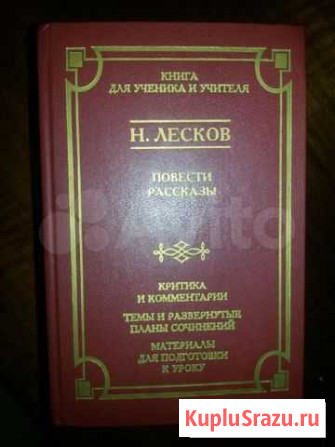 КНИГА
ДЛЯ УЧЕНИКА И УЧИТЕЛЯ
Н. ЛЕСКОВ
ПОВЕСТИ
РАССКАЗЫ
Avito
КРИТИКА
И КОММЕНТАРИИ
ТЕМЫ И РАЗВЕРНУТЫЕ
ПЛАНЫ СОЧИНЕНИЙ
МАТЕРИАЛЫ
ДЛЯ ПОДГОТОВКИ
К УРОКУ
KupluSrazu.ru